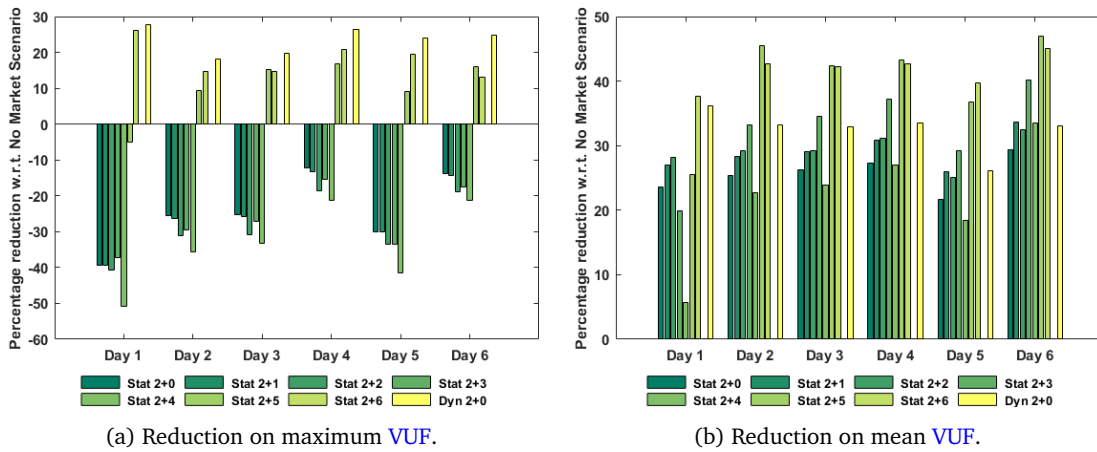 Percentage reduction w.r.t. No Market Scenario
30
20
10
0
-10
-20
-30
-40
-50
-60
Day 1 Day 2 Day 3 Day 4 Day 5 Day 6
Stat 2+0 Stat 2+1 Stat 2+2 Stat 2+3
Stat 2+4 Stat 2+5 Stat 2+6 Dyn 2+0
(a) Reduction on maximum VUF.
Percentage reduction w.r.t. No Market Scenario
50
40
30
20
10
0
Day 1 Day 2 Day 3 Day 4 Day 5 Day 6
Stat 2+0 Stat 2+1 Stat 2+2 Stat 2+3
Stat 2+4 Stat 2+5 Stat 2+6 Dyn 2+0
(b) Reduction on mean VUF.